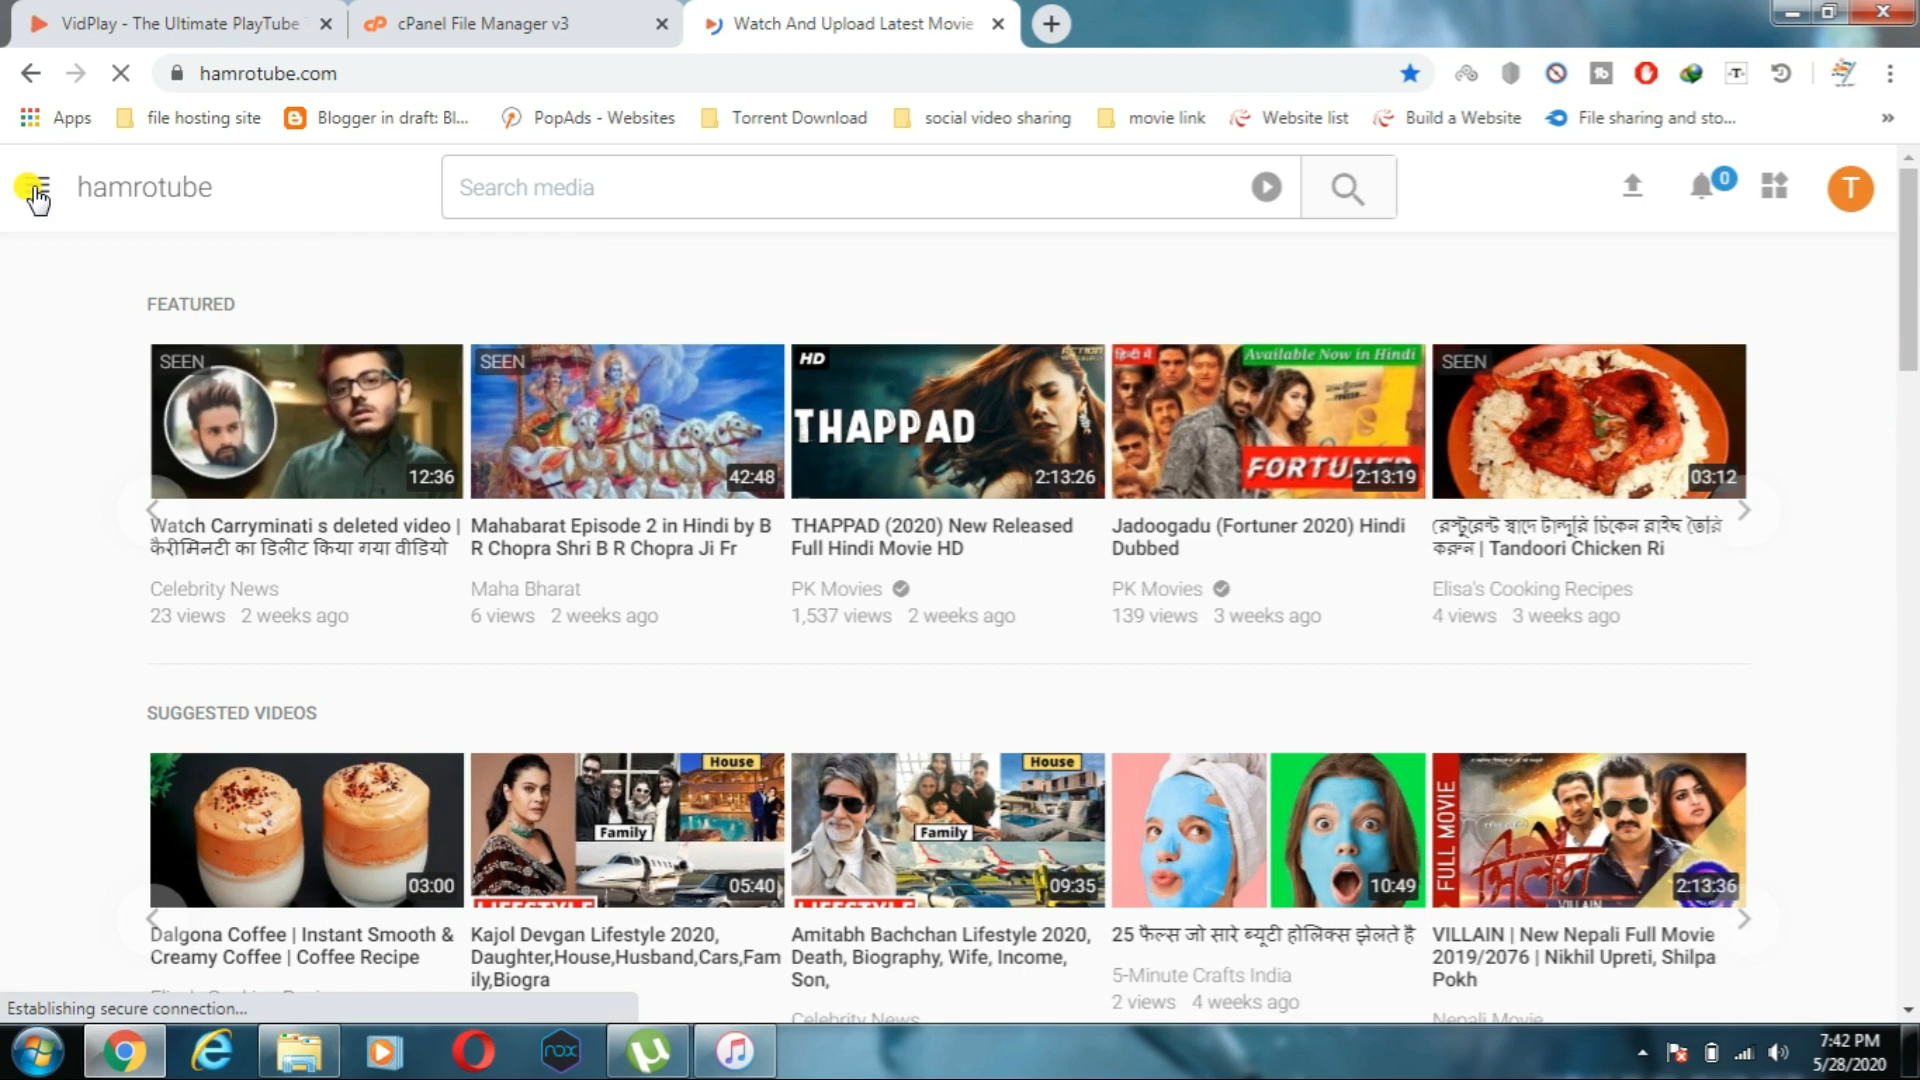 VidPlay - The Ultimate PlayTube
cPanel File Manager v3
Watch And Upload Latest Movie
hamrotube.com
Apps
file hosting site
Blogger in draft: Bl...
PopAds - Websites
Torrent Download
social video sharing
movie link
Website list
Build a Website
File sharing and sto...
»
hamrotube
Search media
0
T
FEATURED
SEEN
12:36
SEEN
42:48
HD
THAPPAD
2:13:26
हिन्दी में
Available Now in Hindi
2:13:19
SEEN
03:12
Watch Carryminati s deleted video |
कैरीमिनटी का डिलीट किया गया वीडियो
Celebrity News
23 views 2 weeks ago
Mahabarat Episode 2 in Hindi by B
R Chopra Shri B R Chopra Ji Fr
Maha Bharat
6 views 2 weeks ago
THAPPAD (2020) New Released
Full Hindi Movie HD
PK Movies
1,537 views 2 weeks ago
Jadoogadu (Fortuner 2020) Hindi
Dubbed
PK Movies
139 views 3 weeks ago
রেস্টুরেন্ট স্বাদে টান্দুরি চিকেন রাইছ তৈরি
করুন | Tandoori Chicken Ri
Elisa's Cooking Recipes
4 views 3 weeks ago
SUGGESTED VIDEOS
03:00
House
Family
LIFESTYLE
05:40
House
Family
LIFESTYLE
09:35
10:49
FULL MOVIE
VILLAIN
2:13:36
Dalgona Coffee | Instant Smooth &
Creamy Coffee | Coffee Recipe
Kajol Devgan Lifestyle 2020,
Daughter,House,Husband,Cars,Fam
ily,Biogra
Amitabh Bachchan Lifestyle 2020,
Death, Biography, Wife, Income,
Son,
Celebrity News
25 फैल्स जो सारे ब्यूटी होलिक्स झेलते है
5-Minute Crafts India
2 views 4 weeks ago
VILLAIN | New Nepali Full Movie
2019/2076 | Nikhil Upreti, Shilpa
Pokh
Nepali Movie
Establishing secure connection...
nox
7:42 PM
5/28/2020